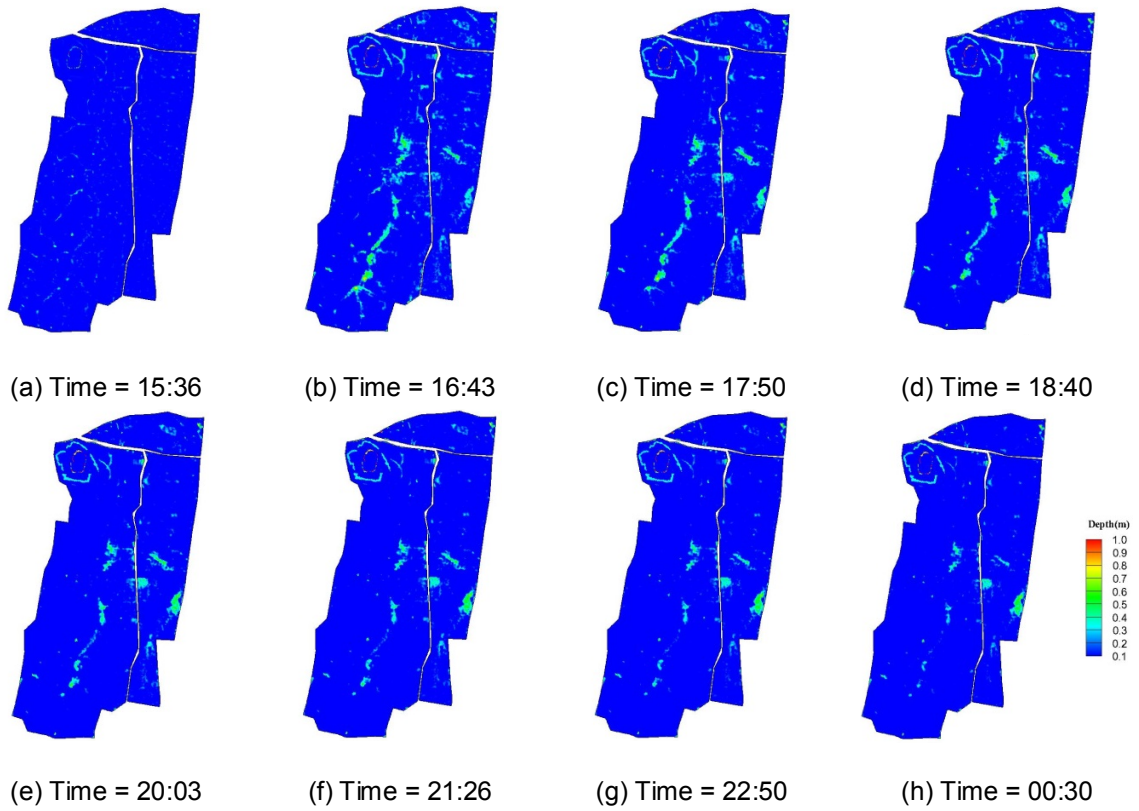 (a) Time = 15:36
(b) Time = 16:43
(c) Time = 17:50
(d) Time = 18:40
Depth(m)
1.0
0.9
0.8
0.7
0.6
0.5
0.4
0.3
0.2
0.1
(e) Time = 20:03
(f) Time = 21:26
(g) Time = 22:50
(h) Time = 00:30